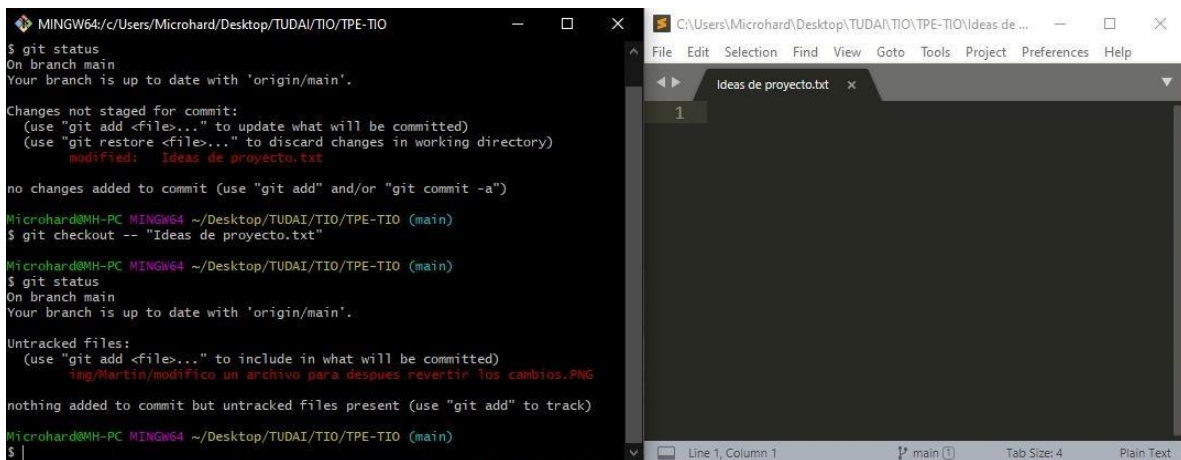 MINGW64:/c/Users/Microhard/Desktop/TUDAI/TIO/TPE-TIO
$ git status
On branch main
Your branch is up to date with 'origin/main'.
Changes not staged for commit:
(use "git add <file>..." to update what will be committed)
(use "git restore <file>..." to discard changes in working directory)
modified: Ideas de proyecto.txt
no changes added to commit (use "git add" and/or "git commit -a")
Microhard@MH-PC MINGW64 ~/Desktop/TUDAI/TIO/TPE-TIO (main)
$ git checkout -- "Ideas de proyecto.txt"
Microhard@MH-PC MINGW64 ~/Desktop/TUDAI/TIO/TPE-TIO (main)
$ git status
On branch main
Your branch is up to date with 'origin/main'.
Untracked files:
(use "git add <file>..." to include in what will be committed)
img/Martin/modifico un archivo para despues revertir los cambios.PNG
nothing added to commit but untracked files present (use "git add" to track)
Microhard@MH-PC MINGW64 ~/Desktop/TUDAI/TIO/TPE-TIO (main)
$
C:\Users\Microhard\Desktop\TUDAI\TIO\TPE-TIO\Ideas de ...
File Edit Selection Find View Goto Tools Project Preferences Help
Ideas de proyecto.txt ×
1
Line 1, Column 1 main 1 Tab Size: 4 Plain Text